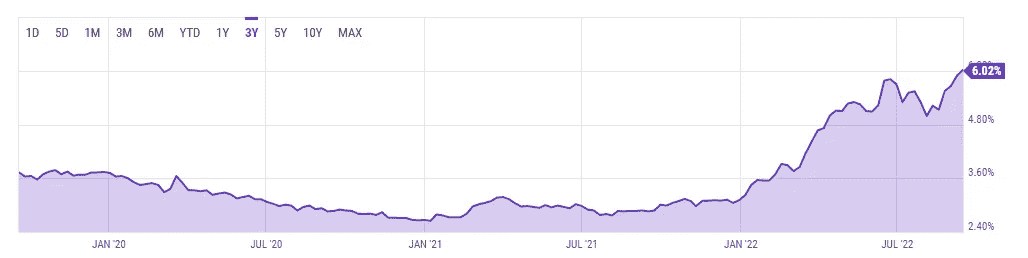 1D 5D 1M 3M 6M YTD 1Y 3Y 5Y 10Y MAX
6.02%
4.80%
3.60%
2.40%
JAN '20 JUL '20 JAN '21 JUL '21 JAN '22 JUL '22